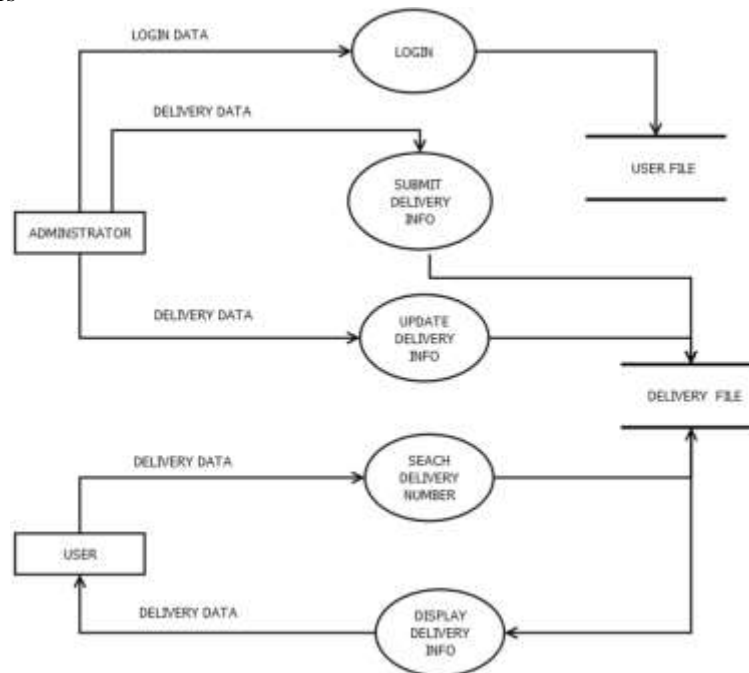 LOGIN DATA
LOGIN
DELIVERY DATA
USER FILE
SUBMIT
DELIVERY
INFO
ADMINSTRATOR
DELIVERY DATA
UPDATE
DELIVERY
INFO
DELIVERY FILE
DELIVERY DATA
SEACH
DELIVERY
NUMBER
USER
DELIVERY DATA
DISPLAY
DELIVERY
INFO